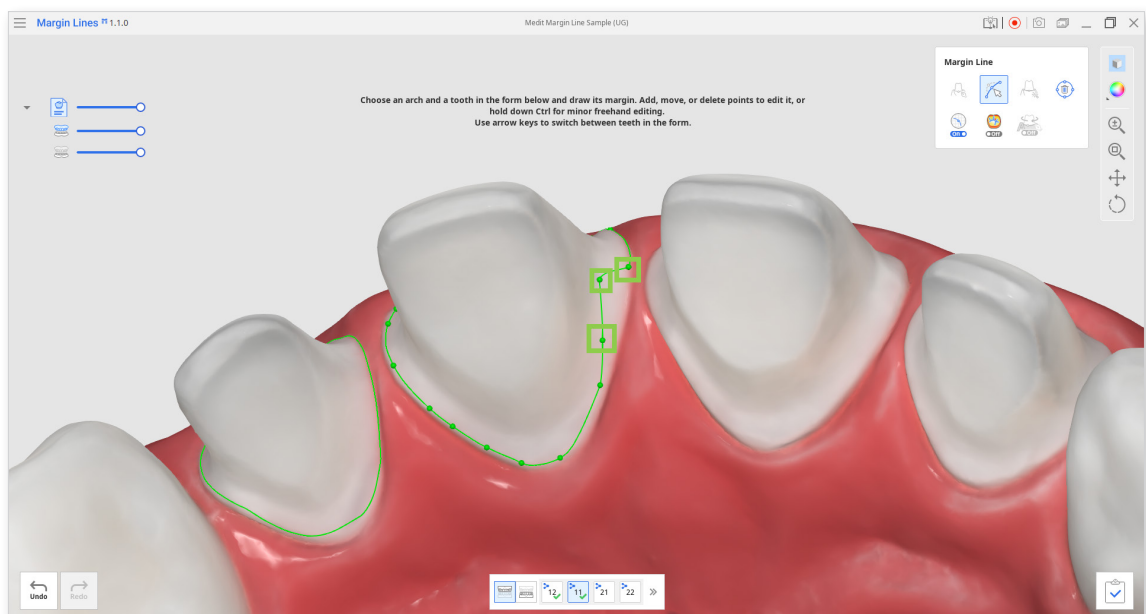 Margin Lines 1.1.0
Medit Margin Line Sample (UG)
Choose an arch and a tooth in the form below and draw its margin. Add, move, or delete points to edit it, or
hold down Ctrl for minor freehand editing.
Use arrow keys to switch between teeth in the form.
Margin Line
On
Off
Off
Undo
Redo
12
11
21
22